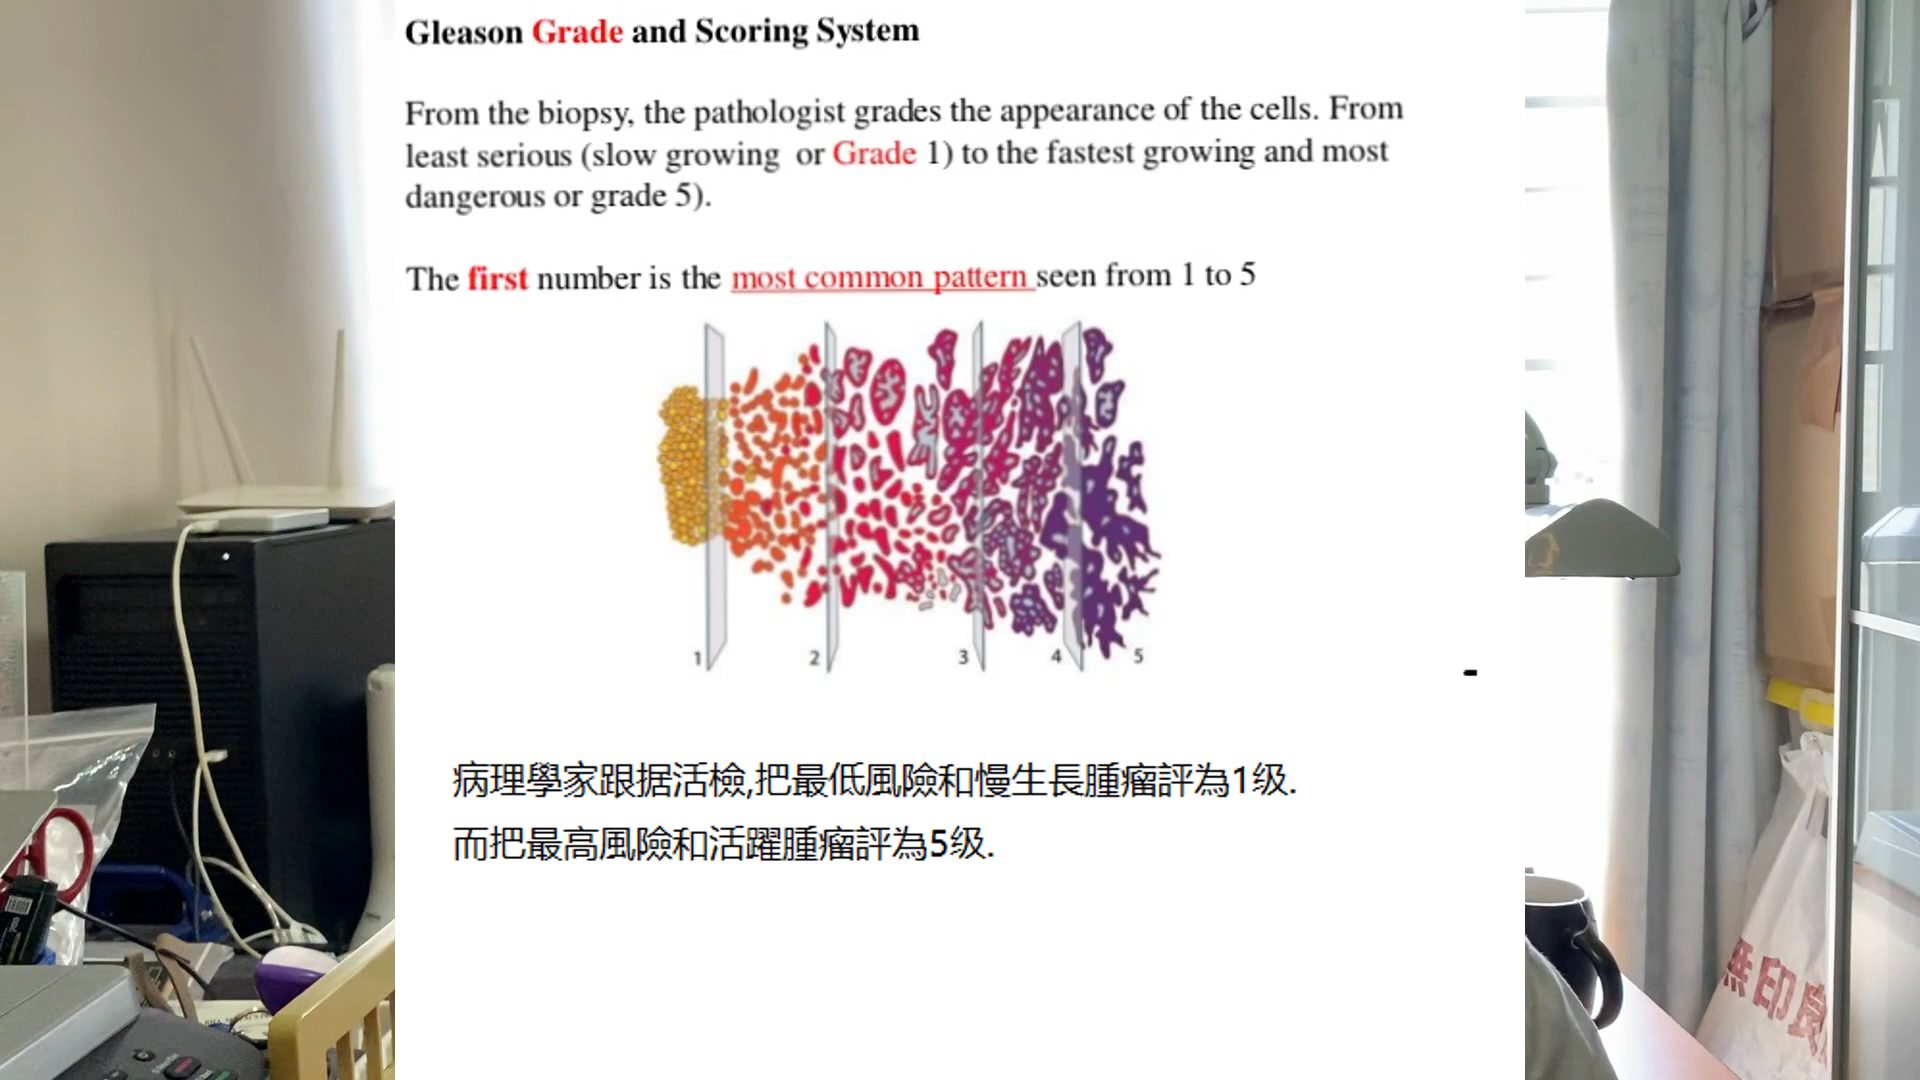 Gleason Grade and Scoring System
From the biopsy, the pathologist grades the appearance of the cells. From
least serious (slow growing or Grade 1) to the fastest growing and most
dangerous or grade 5).
The first number is the most common pattern seen from 1 to 5
1 2 3 4 5
病理學家跟据活檢,把最低風險和慢生長腫瘤評為1级.
而把最高風險和活躍腫瘤評為5级.
無印良